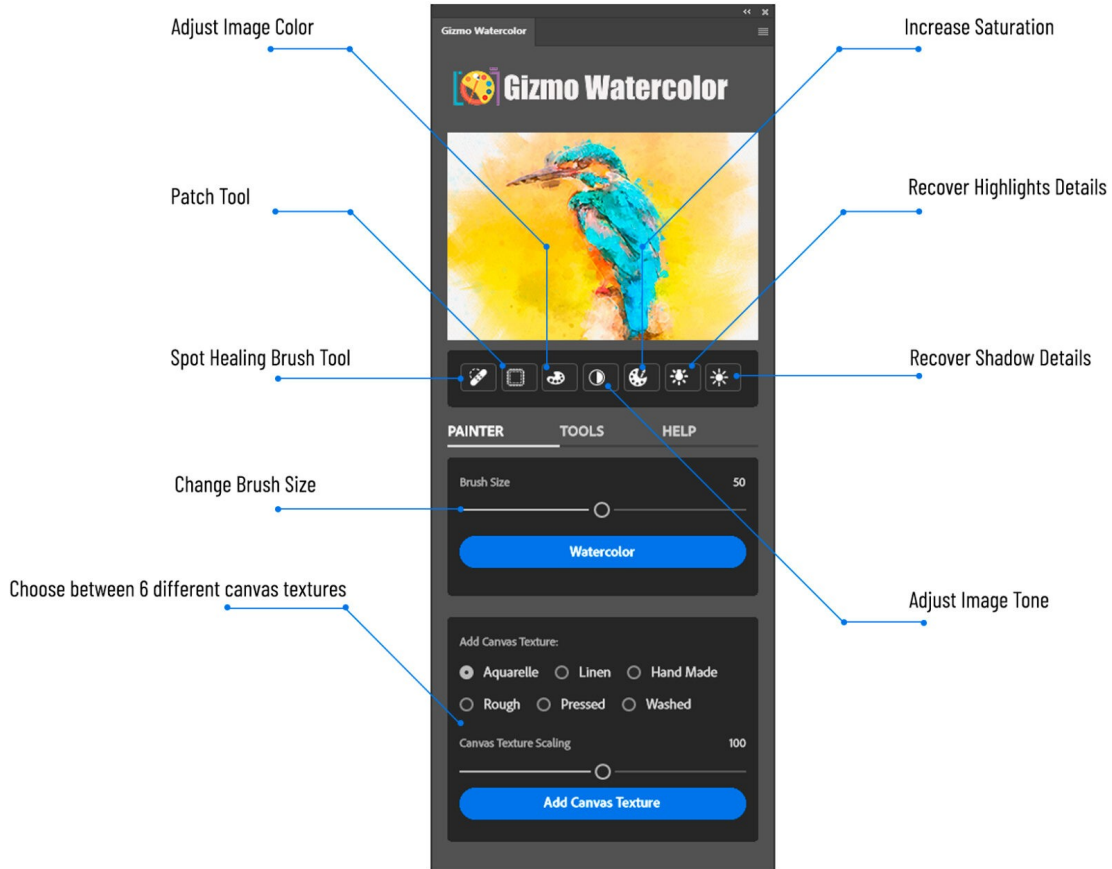 Adjust Image Color
Increase Saturation
Gizmo Watercolor
Gizmo Watercolor
Patch Tool
Recover Highlights Details
Spot Healing Brush Tool
Recover Shadow Details
PAINTER TOOLS HELP
Change Brush Size
Brush Size 50
Watercolor
Choose between 6 different canvas textures
Adjust Image Tone
Add Canvas Texture:
Aquarelle Linen Hand Made
Rough Pressed Washed
Canvas Texture Scaling 100
Add Canvas Texture